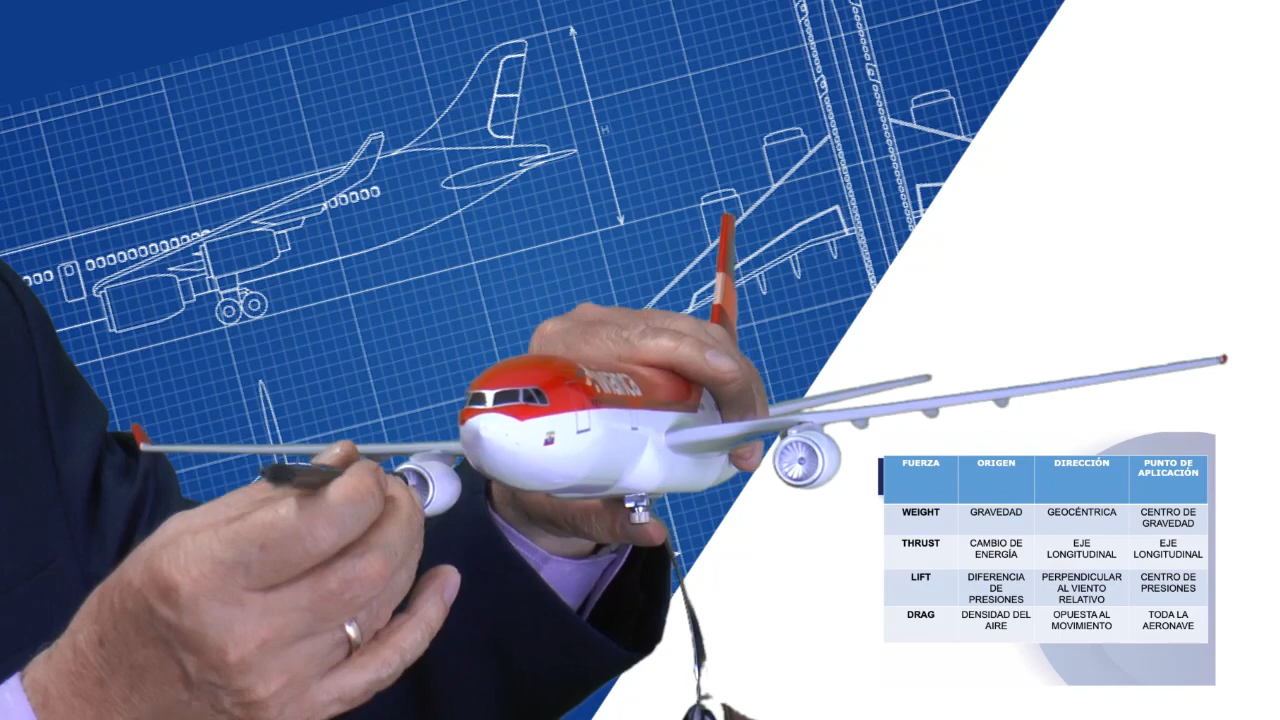 H
Avianca
FUERZA ORIGEN DIRECCIÓN PUNTO DE
APLICACIÓN
WEIGHT GRAVEDAD GEOCÉNTRICA CENTRO DE
GRAVEDAD
THRUST CAMBIO DE EJE EJE
ENERGÍA LONGITUDINAL LONGITUDINAL
LIFT DIFERENCIA PERPENDICULAR CENTRO DE
DE AL VIENTO PRESIONES
PRESIONES RELATIVO
DRAG DENSIDAD DEL OPUESTA AL TODA LA
AIRE MOVIMIENTO AERONAVE